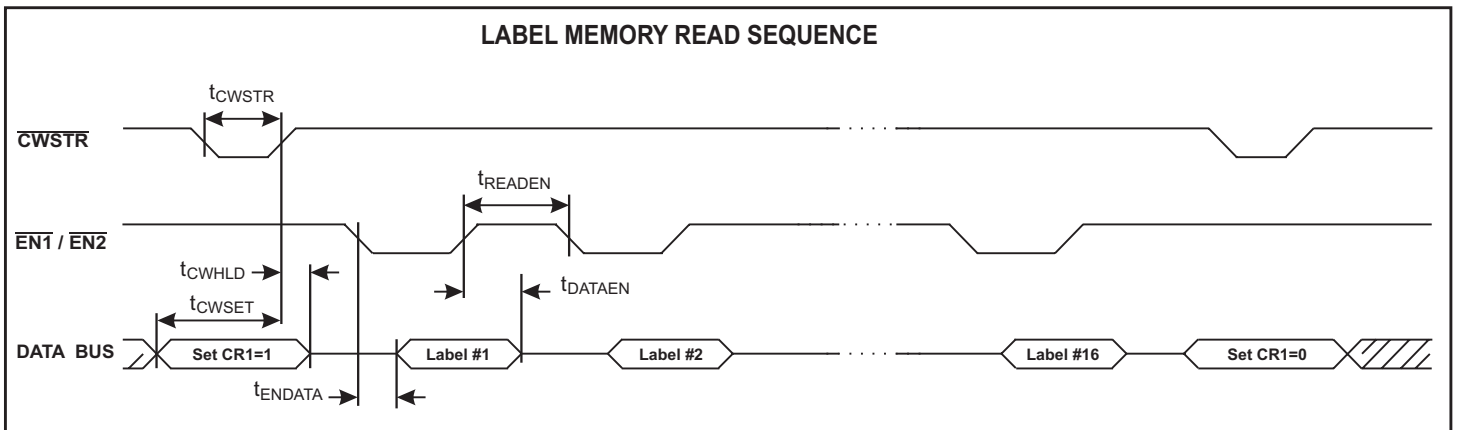 LABEL MEMORY READ SEQUENCE
tCWSTR
CWSTR
tREADEN
EN1 / EN2
tCWHLD
tDATAEN
tCWSET
DATA BUS Set CR1=1 Label #1 Label #2 Label #16 Set CR1=0
tENDATA